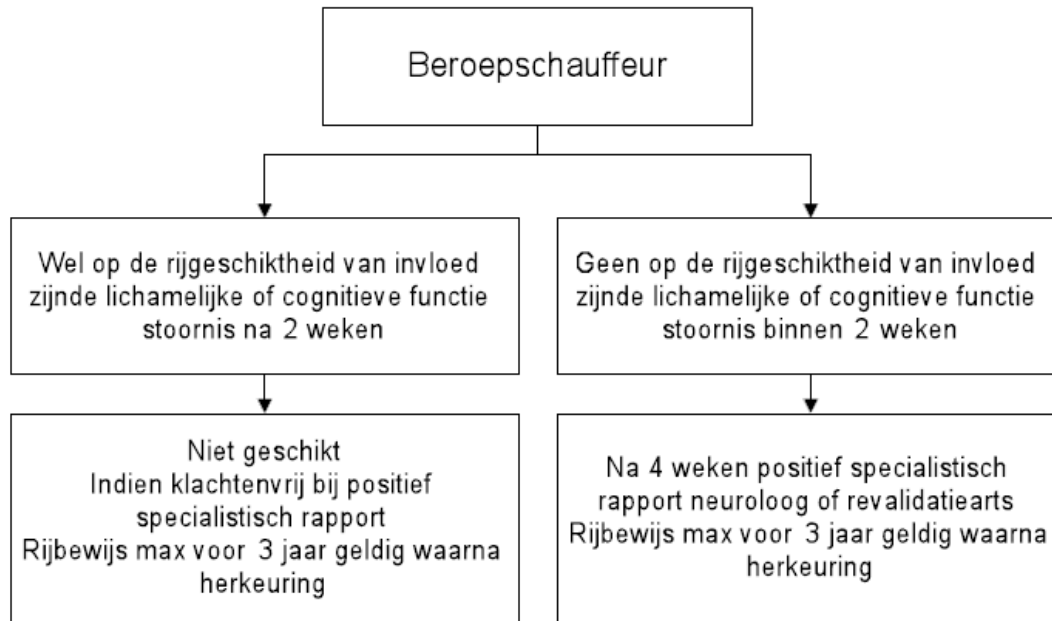 Beroepschauffeur
Wel op de rijgeschiktheid van invloed
zijnde lichamelijke of cognitieve functie
stoornis na 2 weken
Geen op de rijgeschiktheid van invloed
zijnde lichamelijke of cognitieve functie
stoornis binnen 2 weken
Niet geschikt
Indien klachtenvrij bij positief
specialistisch rapport
Rijbewijs max voor 3 jaar geldig waarna
herkeuring
Na 4 weken positief specialistisch
rapport neuroloog of revalidatiearts
Rijbewijs max voor 3 jaar geldig waarna
herkeuring